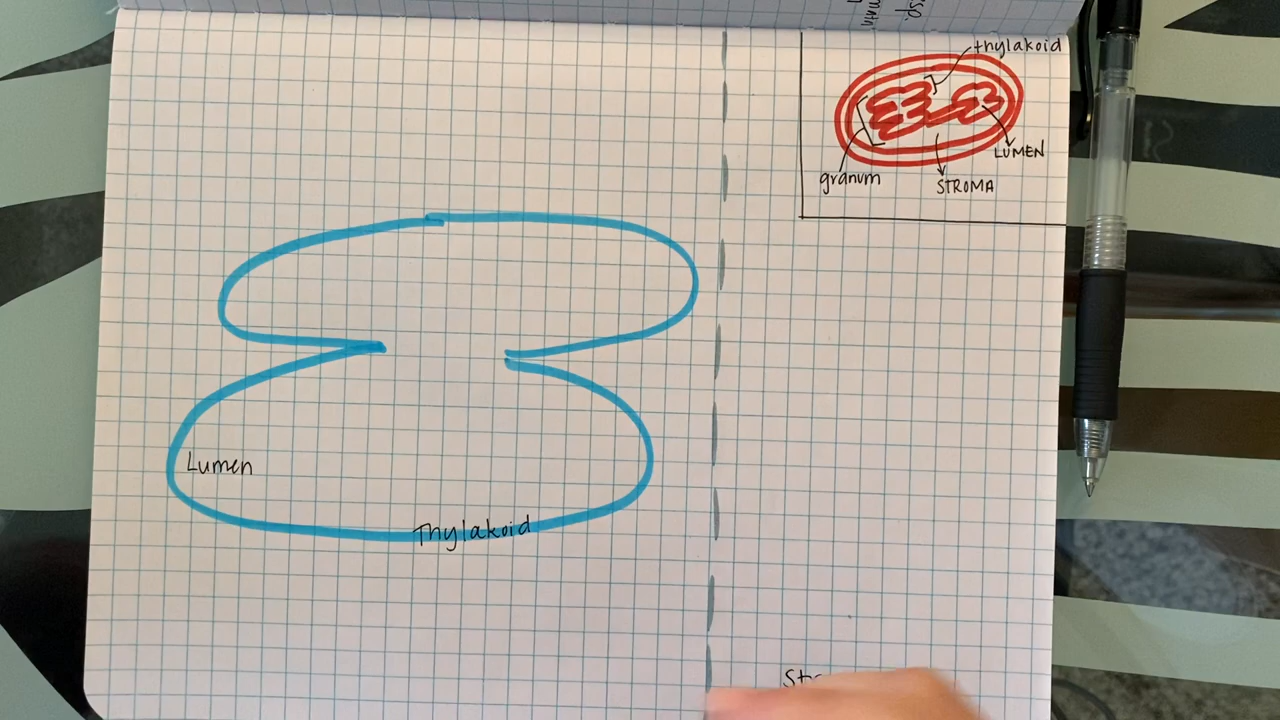 thylakoid
LUMEN
granum
STROMA
Lumen
Thylakoid